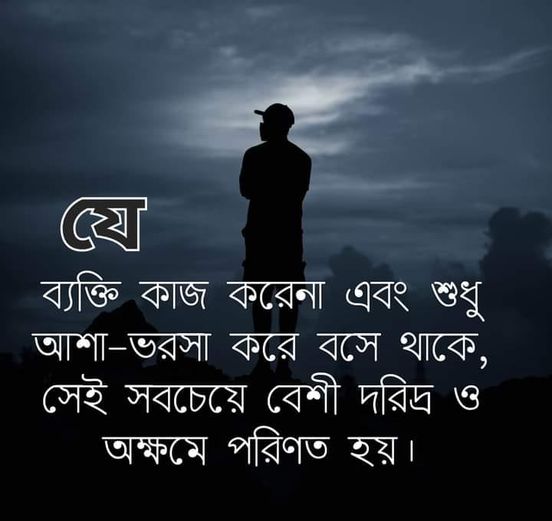 যে
ব্যক্তি কাজ করেনা এবং শুধু
আশা-ভরসা করে বসে থাকে,
সেই সবচেয়ে বেশী দরিদ্র ও
অক্ষমে পরিণত হয়।